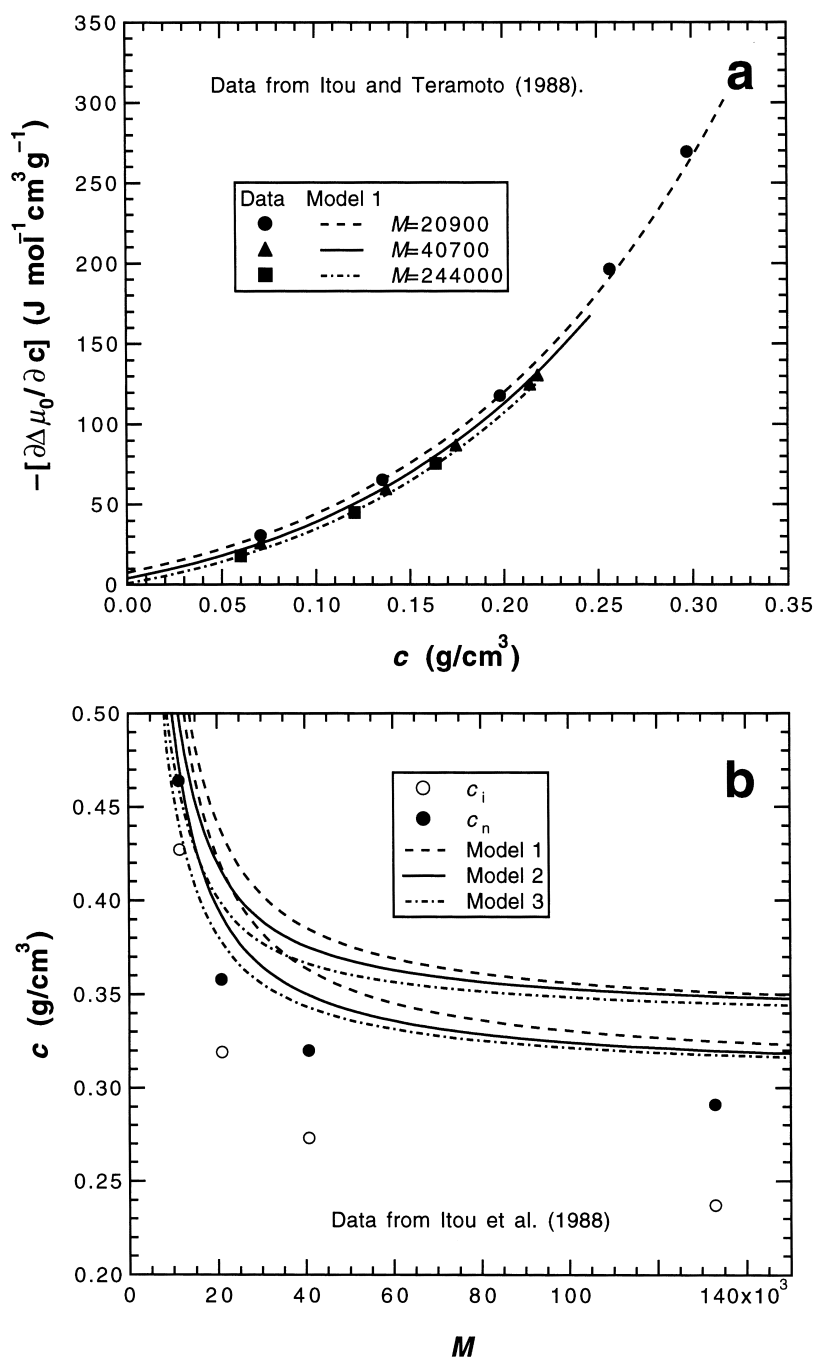 350
300
250
200
150
100
50
0
−[∂Δμ₀/∂c] (J mol⁻¹cm³g⁻¹)
a
Data from Itou and Teramoto (1988).
Data Model 1
M=20900
M=40700
M=244000
0.00 0.05 0.10 0.15 0.20 0.25 0.30 0.35
c (g/cm³)
0.50
0.45
0.40
0.35
0.30
0.25
0.20
c (g/cm³)
b
cᵢ
cₙ
Model 1
Model 2
Model 3
Data from Itou et al. (1988)
0 20 40 60 80 100 140x10³
M